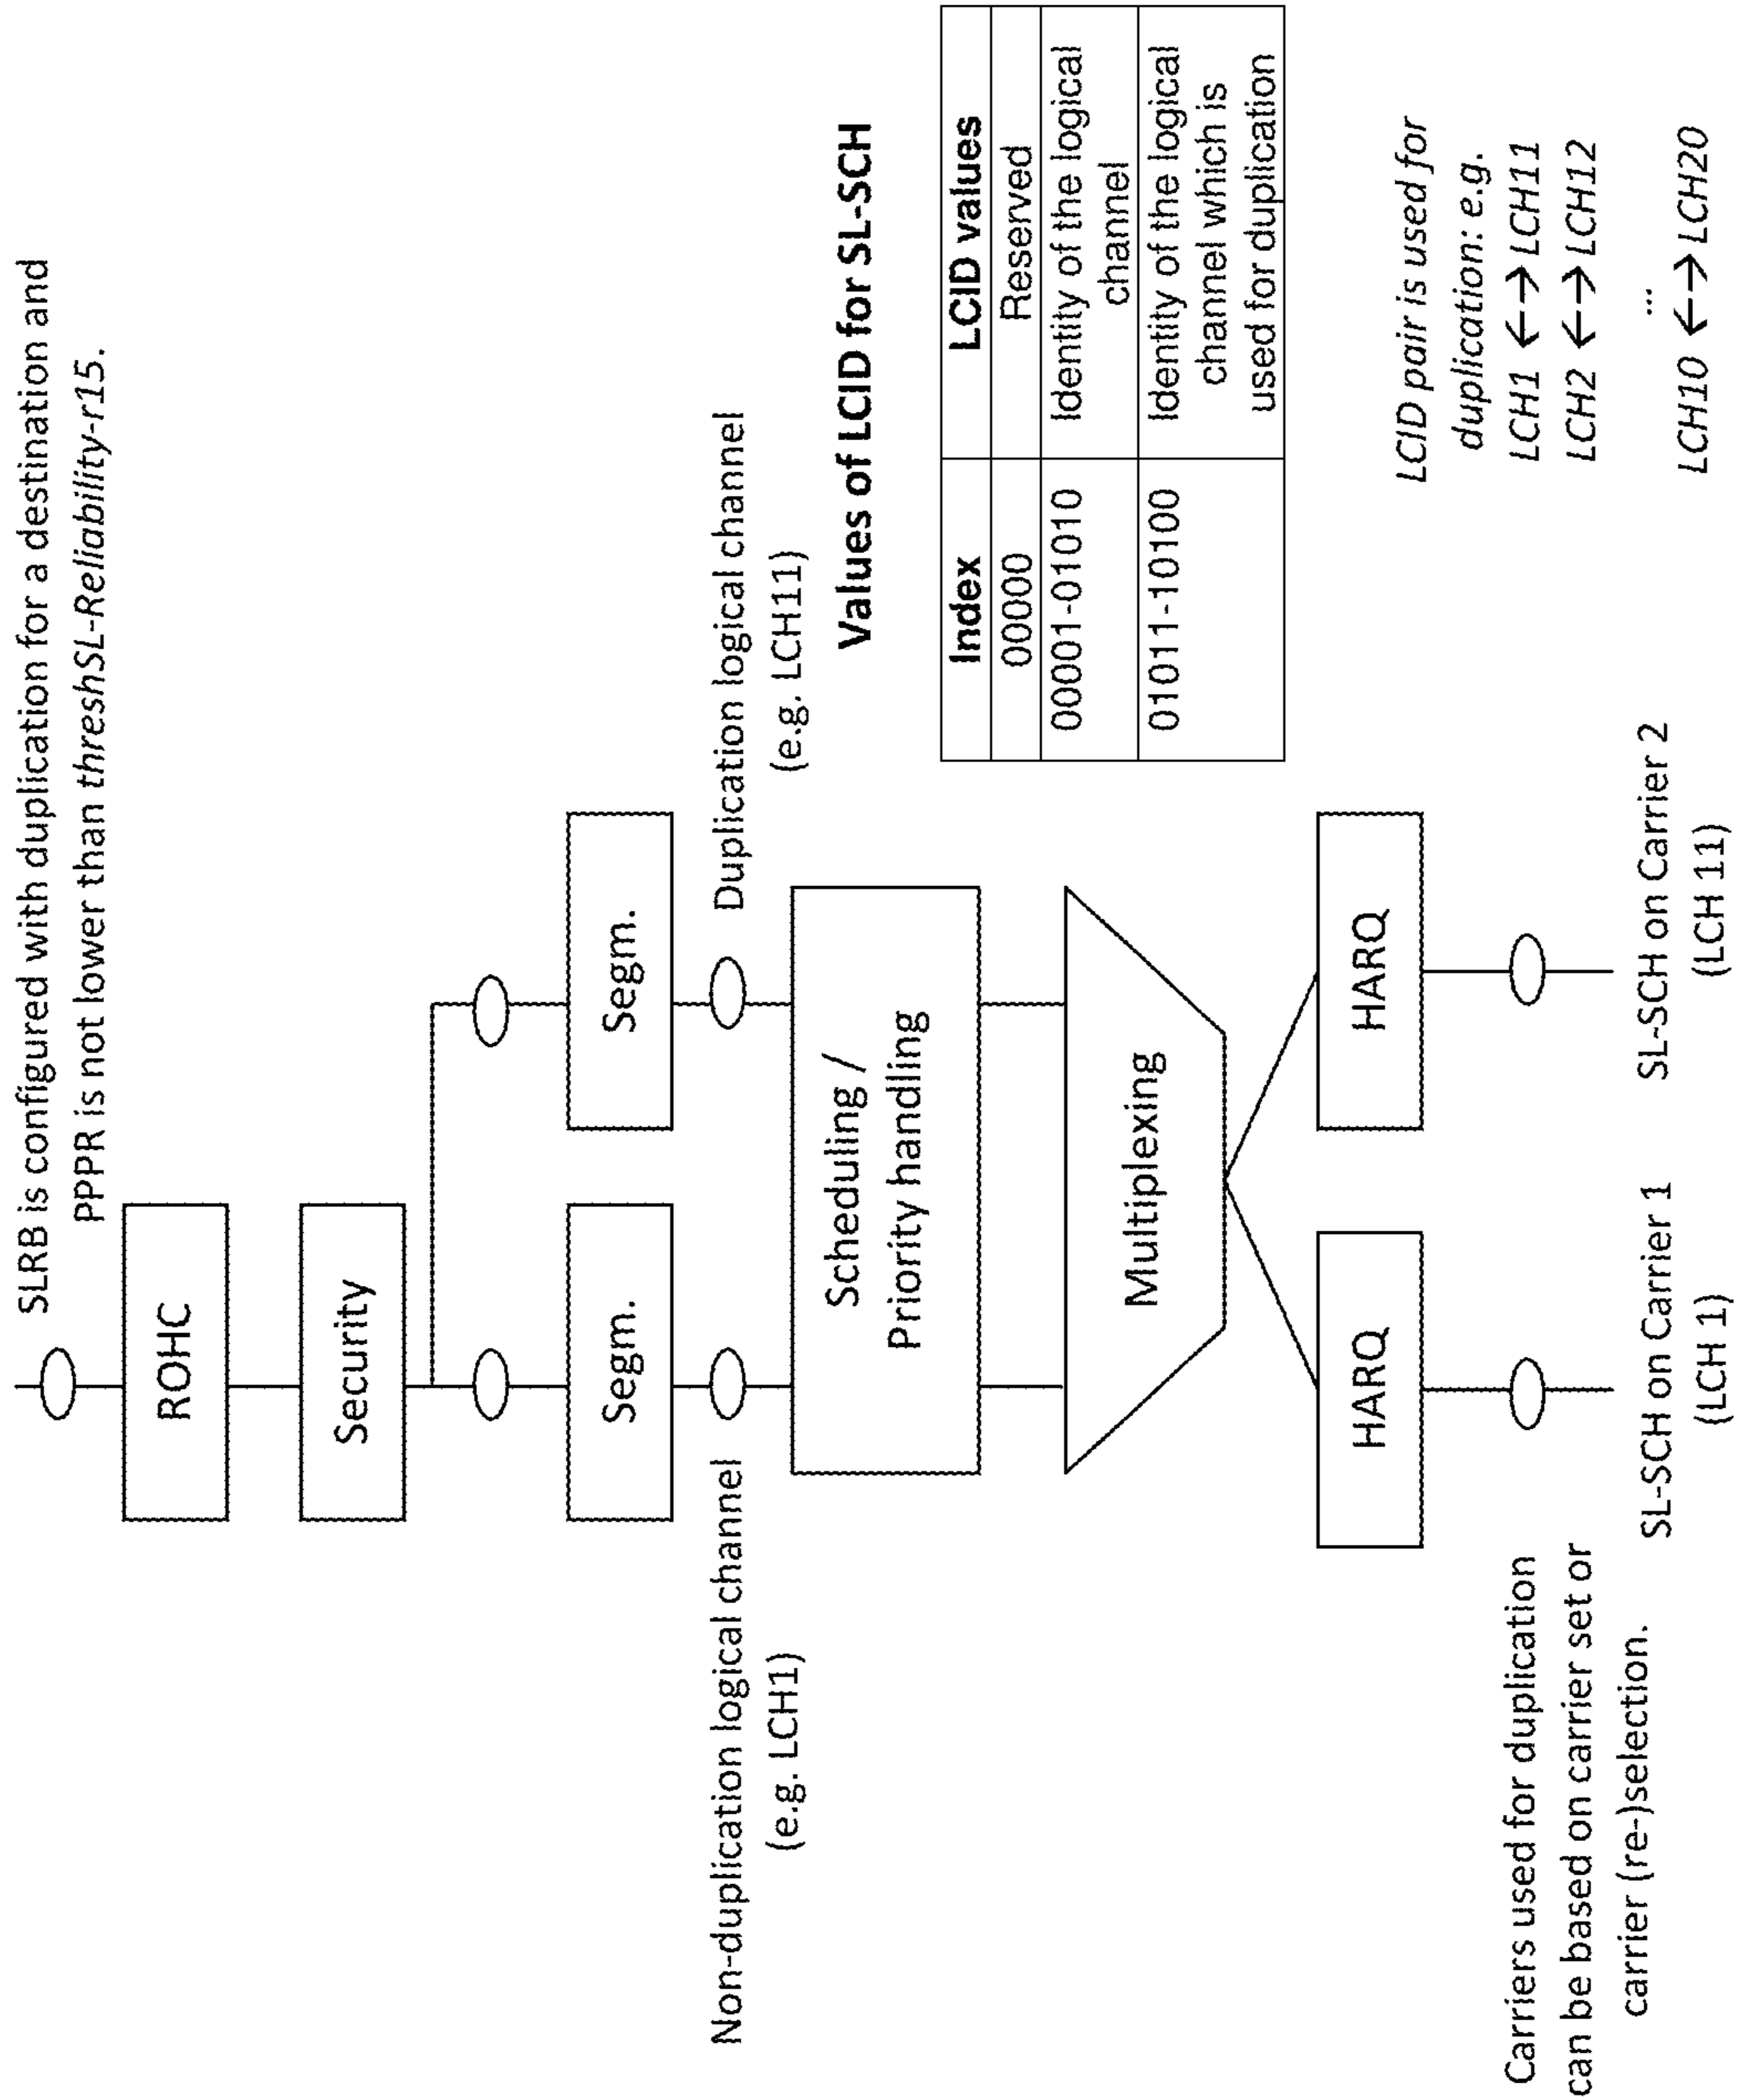 SLRB is configured with duplication for a destination and
PPPR is not lower than threshSL-Reliability-r15.
ROHC
Security
Segm.
Segm.
Non-duplication logical channel
(e.g. LCH1)
Duplication logical channel
(e.g. LCH11)
Scheduling /
Priority handling
Multiplexing
HARQ
HARQ
Carriers used for duplication
can be based on carrier set or
carrier (re-)selection.
SL-SCH on Carrier 1
(LCH 1)
SL-SCH on Carrier 2
(LCH 11)
Values of LCID for SL-SCH
Index LCID values
00000 Reserved
00001-01010 Identity of the logical
channel
01011-10100 Identity of the logical
channel which is
used for duplication
LCID pair is used for
duplication: e.g.
LCH1 ←→ LCH11
LCH2 ←→ LCH12
...
LCH10 ←→ LCH20